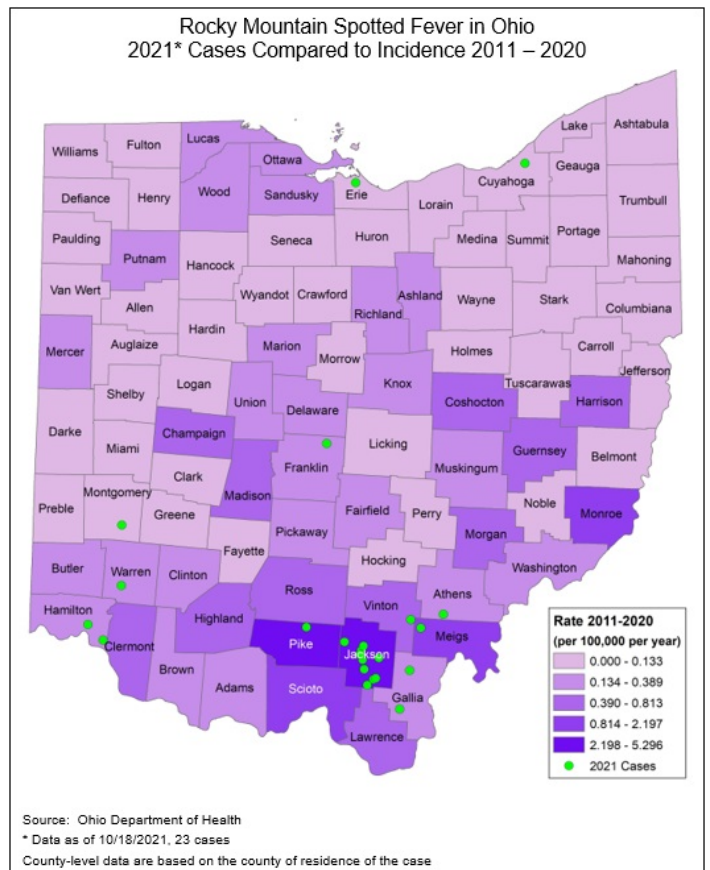 Rocky Mountain Spotted Fever in Ohio
2021* Cases Compared to Incidence 2011 – 2020
Lake
Ashtabula
Lucas
Fulton
Williams
Ottawa
Geauga
Cuyahoga
Wood
Sandusky
Erie
Defiance
Henry
Lorain
Trumbull
Portage
Paulding
Seneca
Huron
Medina
Summit
Putnam
Hancock
Mahoning
Van Wert
Wyandot
Crawford
Ashland
Wayne
Stark
Allen
Richland
Columbiana
Hardin
Mercer
Auglaize
Marion
Morrow
Holmes
Carroll
Jefferson
Logan
Knox
Tuscarawas
Shelby
Union
Delaware
Coshocton
Harrison
Darke
Champaign
Licking
Miami
Guernsey
Belmont
Franklin
Muskingum
Clark
Madison
Montgomery
Noble
Preble
Greene
Fairfield
Perry
Monroe
Pickaway
Morgan
Fayette
Hocking
Butler
Warren
Clinton
Washington
Ross
Athens
Hamilton
Vinton
Highland
Meigs
Clermont
Pike
Jackson
Brown
Adams
Scioto
Gallia
Lawrence
Rate 2011-2020
(per 100,000 per year)
0.000 - 0.133
0.134 - 0.389
0.390 - 0.813
0.814 - 2.197
2.198 - 5.296
2021 Cases
Source: Ohio Department of Health
* Data as of 10/18/2021, 23 cases
County-level data are based on the county of residence of the case